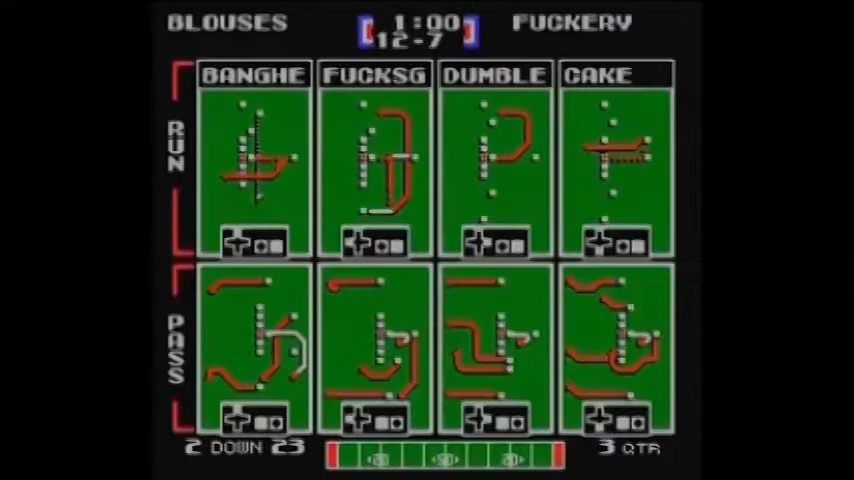 BLOUSES 1:00 FUCKERY
12-7
BANGHE FUCKSG DUMBLE CAKE
RUN
PASS
2 DOWN 23 3 QTR